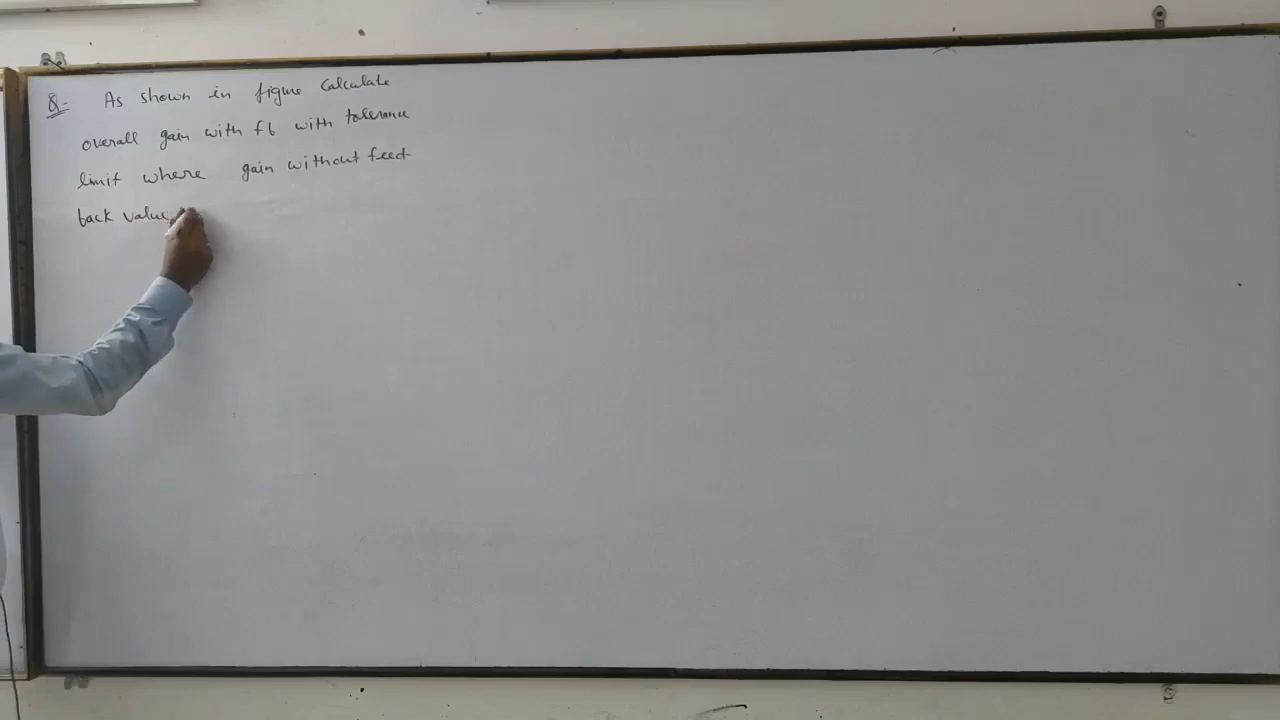 Q:- As shown in figure Calculate
overall gain with fb with tolerance
limit where gain without feed-
back value